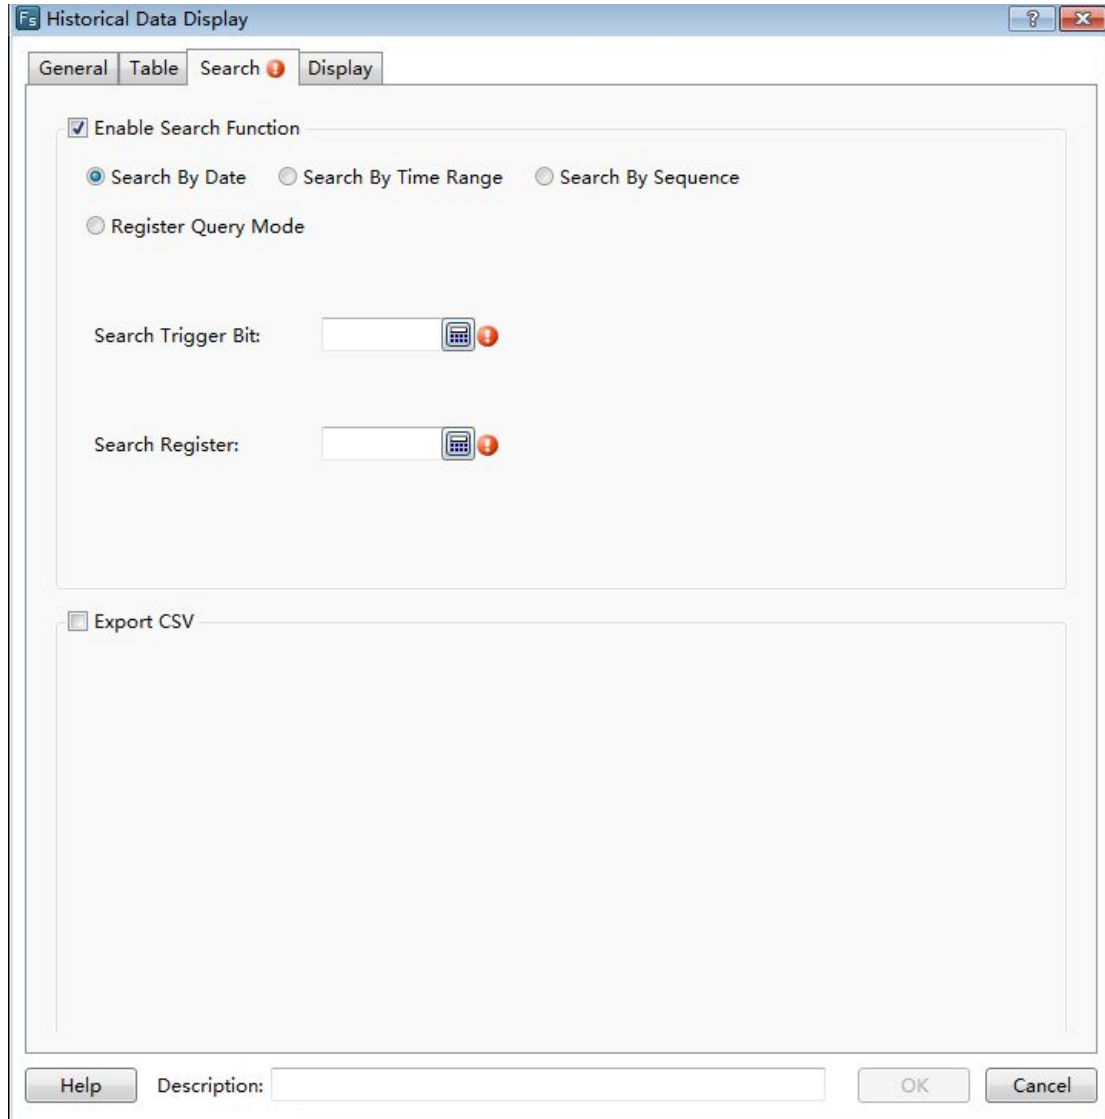 Fs Historical Data Display
General Table Search Display
Enable Search Function
Search By Date Search By Time Range Search By Sequence
Register Query Mode
Search Trigger Bit:
Search Register:
Export CSV
Help Description: OK Cancel